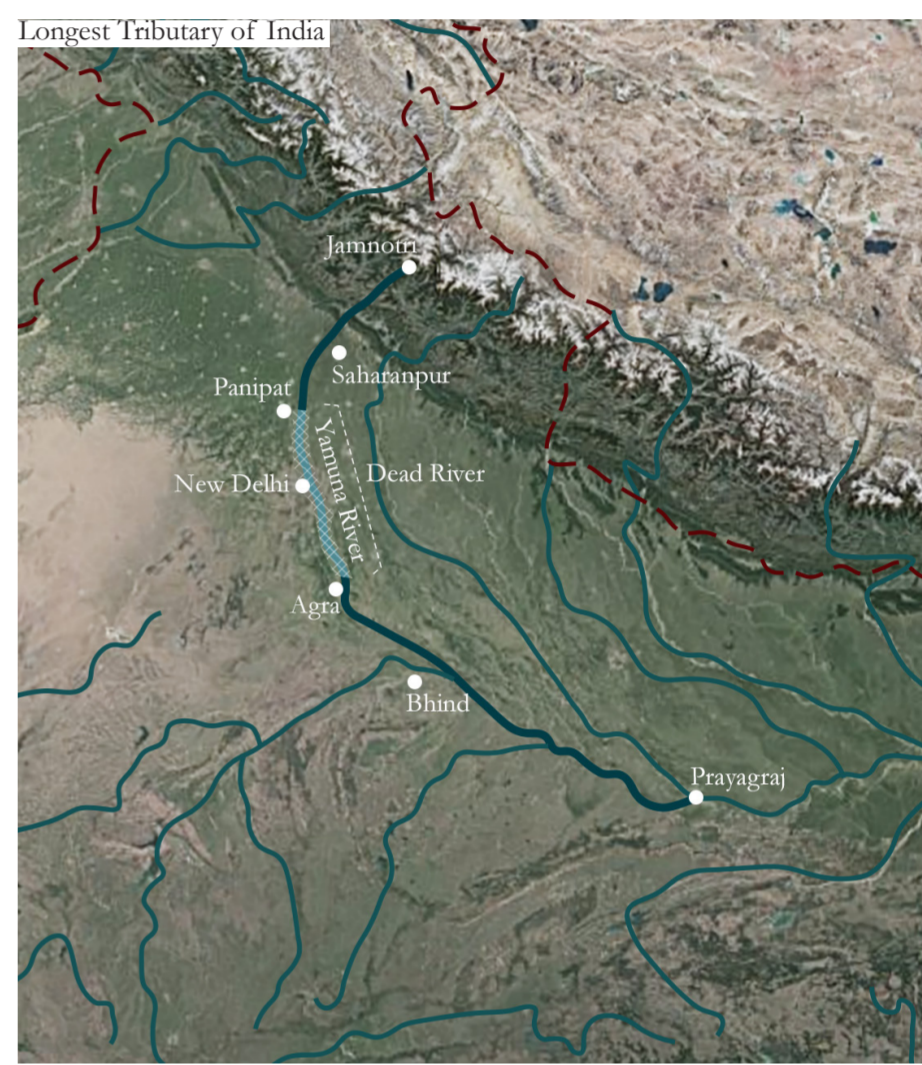 Longest Tributary of India
Jamnotri
Saharanpur
Panipat
Yamuna River
Dead River
New Delhi
Agra
Bhind
Prayagraj